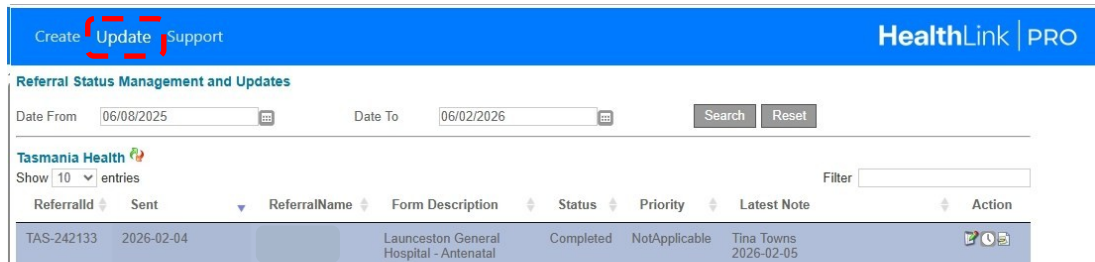 Create Update Support HealthLink | PRO
Referral Status Management and Updates
Date From 06/08/2025 Date To 06/02/2026 Search Reset
Tasmania Health
Show 10 entries Filter
ReferralId Sent ReferralName Form Description Status Priority Latest Note Action
TAS-242133 2026-02-04 Launceston General Completed NotApplicable Tina Towns
Hospital - Antenatal 2026-02-05